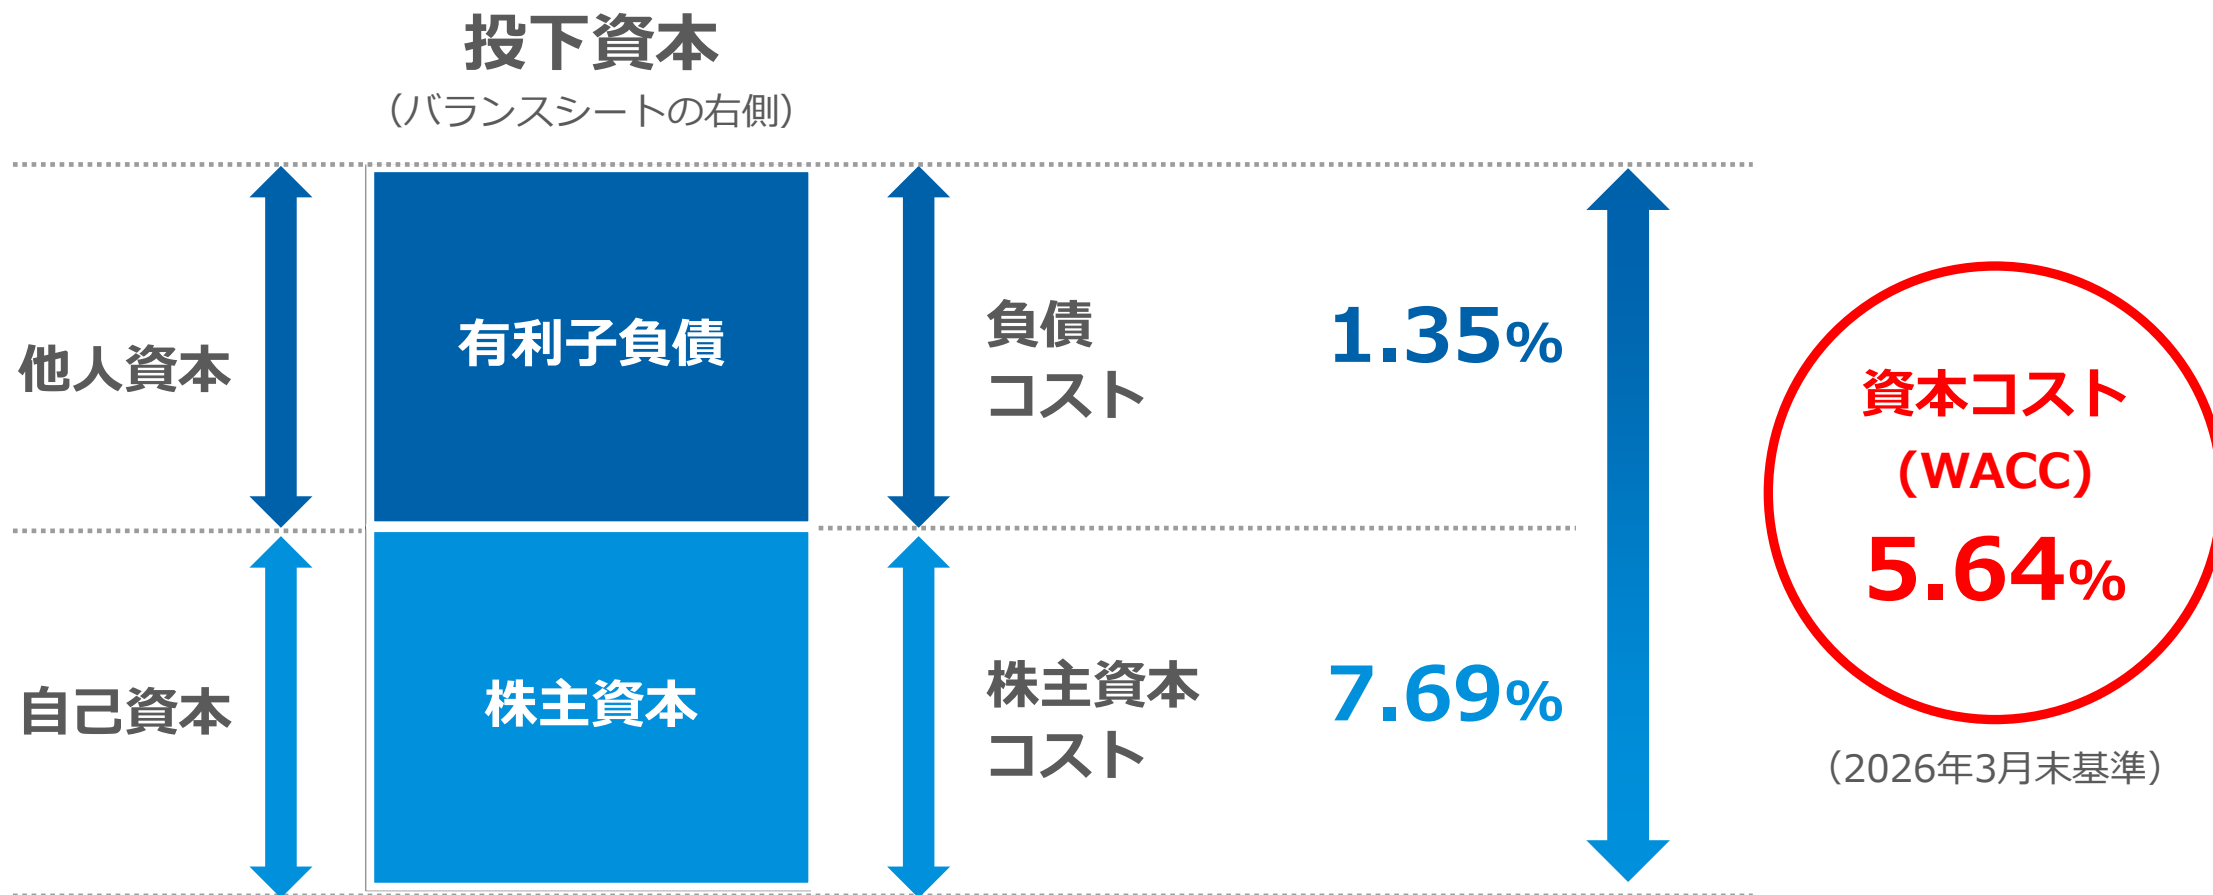 投下資本
（バランスシートの右側）
他人資本
有利子負債
負債
コスト
1.35%
自己資本
株主資本
株主資本
コスト
7.69%
資本コスト
(WACC)
5.64%
（2026年3月末基準）